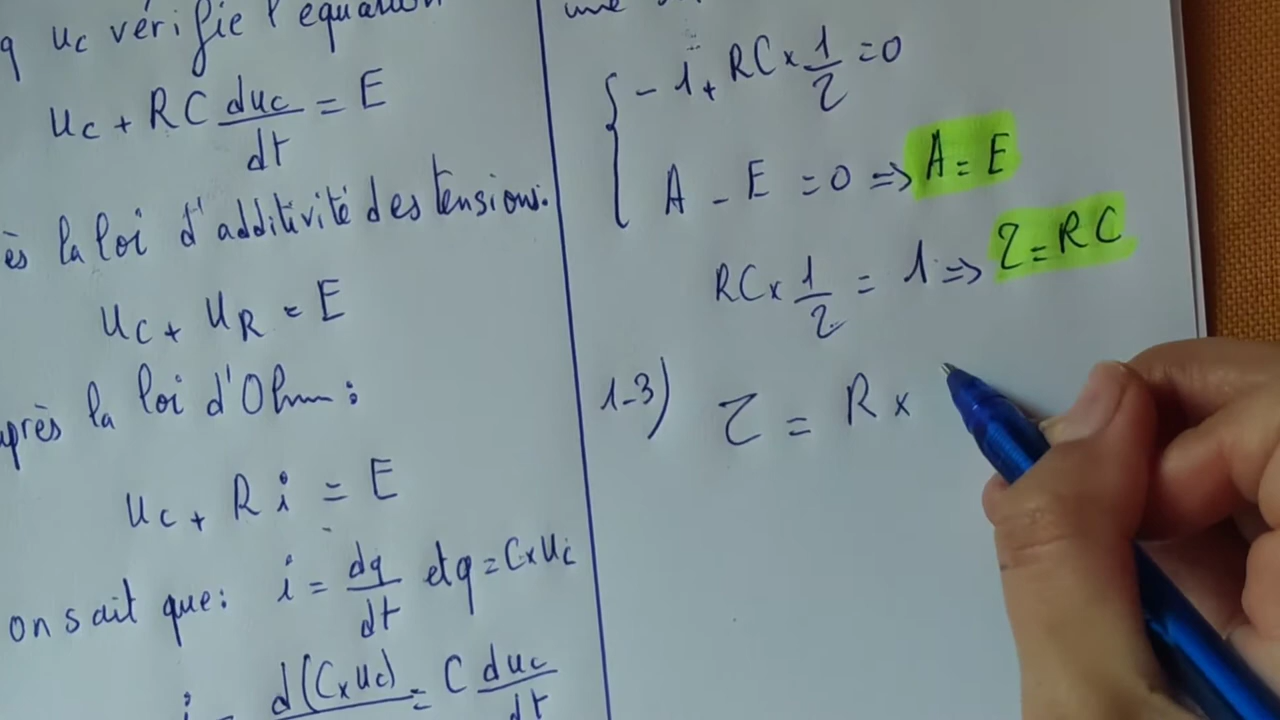 q uc vérifie l'équation
uc + RC duc/dt = E
ès la loi d'additivité des tensions:
uc + uR = E
après la loi d'Ohm:
uc + Ri = E
on sait que: i = dq/dt et q = C×uc
i = d(C×uc) = C duc/dt
une
{ -1 + RC × 1/τ = 0
A - E = 0 => A = E
RC × 1/τ = 1 => τ = RC
1-3) τ = R ×